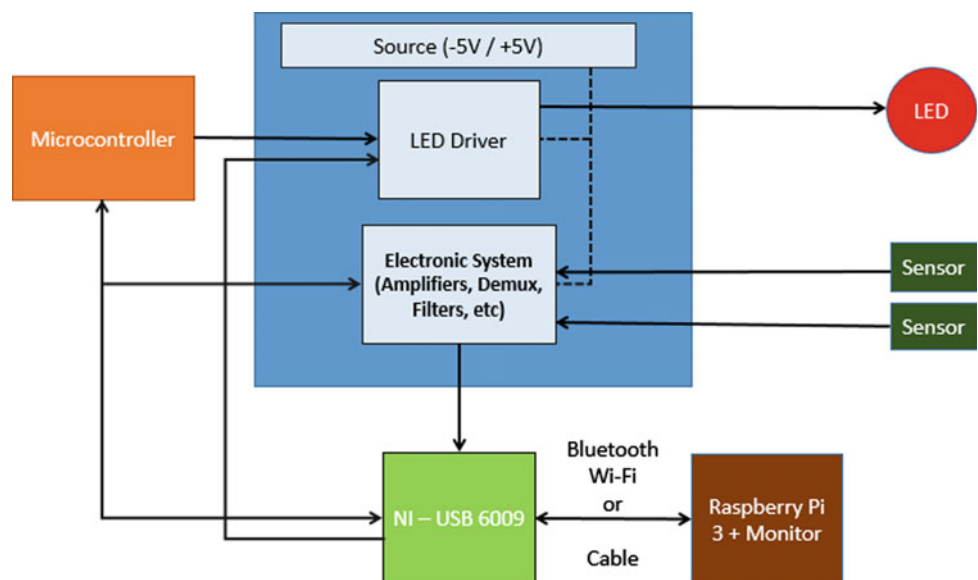 Source (-5V / +5V)
Microcontroller
LED Driver
LED
Electronic System
(Amplifiers, Demux,
Filters, etc)
Sensor
Sensor
NI – USB 6009
Bluetooth
Wi-Fi
or
Cable
Raspberry Pi
3 + Monitor